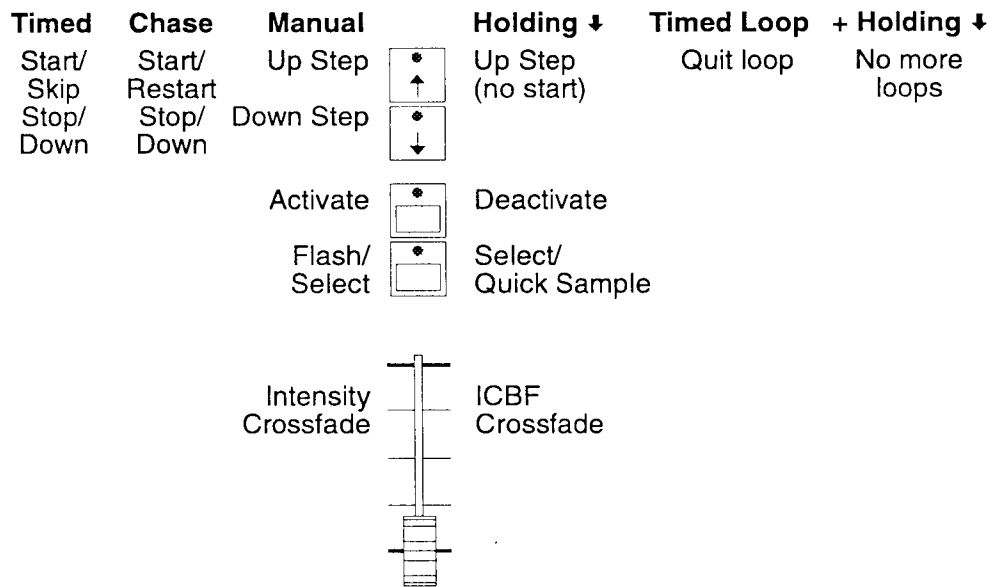 Timed Chase Manual Holding ⬇ Timed Loop + Holding ⬇
Start/ Start/ Up Step Up Step Quit loop No more
Skip Restart (no start) loops
Stop/ Stop/ Down Step
Down Down
Activate Deactivate
Flash/ Select/
Select Quick Sample
Intensity ICBF
Crossfade Crossfade